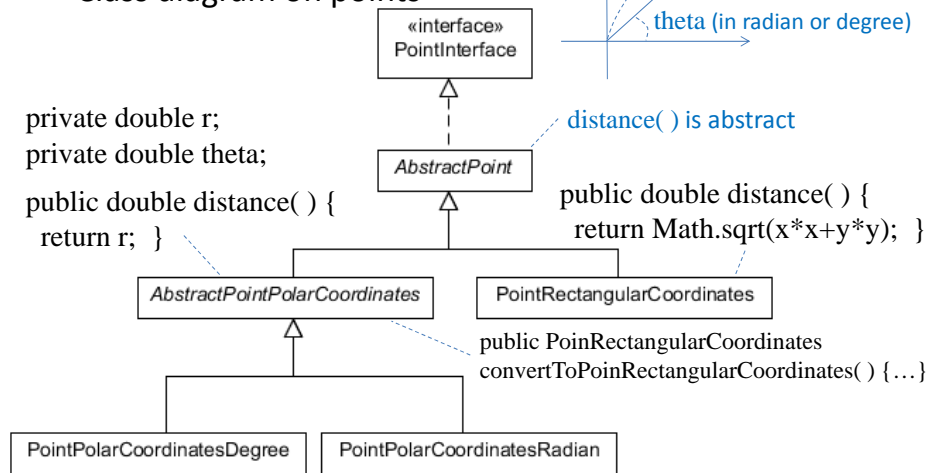 Class diagram on points
«interface»
PointInterface
theta (in radian or degree)
private double r;
private double theta;
distance( ) is abstract
AbstractPoint
public double distance( ) {
return r; }
public double distance( ) {
return Math.sqrt(x*x+y*y); }
AbstractPointPolarCoordinates
PointRectangularCoordinates
public PoinRectangularCoordinates
convertToPoinRectangularCoordinates( ) {…}
PointPolarCoordinatesDegree
PointPolarCoordinatesRadian